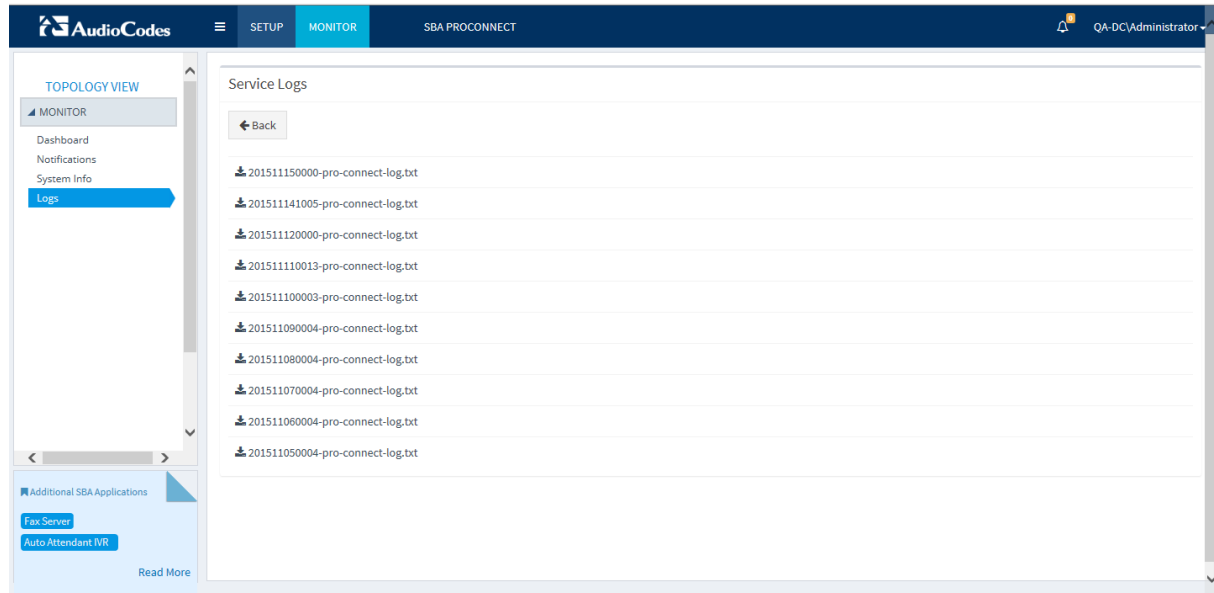 AudioCodes
SETUP
MONITOR
SBA PROCONNECT
0
QA-DC\Administrator
TOPOLOGY VIEW
MONITOR
Dashboard
Notifications
System Info
Logs
Service Logs
Back
201511150000-pro-connect-log.txt
201511141005-pro-connect-log.txt
201511120000-pro-connect-log.txt
201511110013-pro-connect-log.txt
201511100003-pro-connect-log.txt
201511090004-pro-connect-log.txt
201511080004-pro-connect-log.txt
201511070004-pro-connect-log.txt
201511060004-pro-connect-log.txt
201511050004-pro-connect-log.txt
Additional SBA Applications
Fax Server
Auto Attendant IVR
Read More